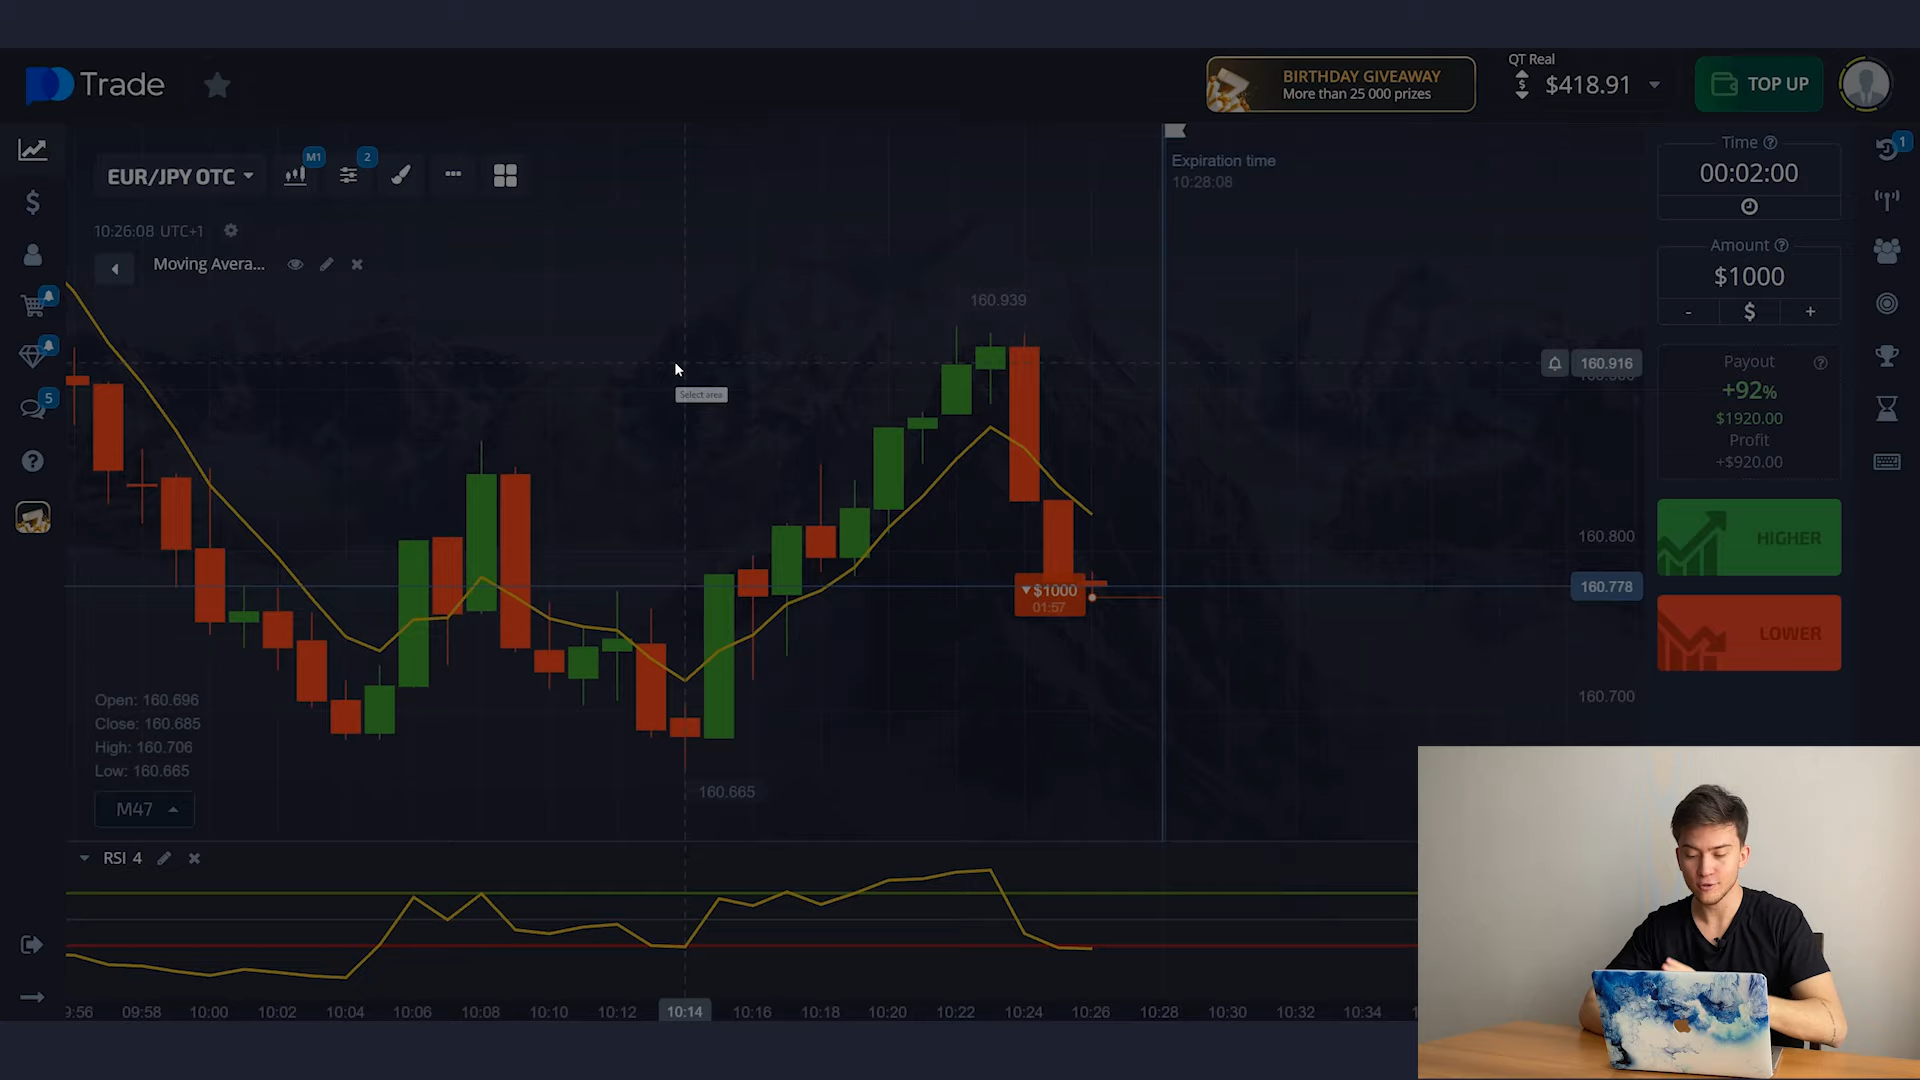 Trade
BIRTHDAY GIVEAWAY
More than 25 000 prizes
QT Real
$418.91
TOP UP
EUR/JPY OTC
M1
2
10:26:08 UTC+1
Moving Avera...
Expiration time
10:28:08
Time
00:02:00
1
Amount
$1000
- $ +
Payout
+92%
$1920.00
Profit
+$920.00
HIGHER
LOWER
160.939
160.916
Select area
160.800
160.778
160.700
$1000
01:57
5
Open: 160.696
Close: 160.685
High: 160.706
Low: 160.665
M47
160.665
RSI 4
9:56 09:58 10:00 10:02 10:04 10:06 10:08 10:10 10:12 10:14 10:16 10:18 10:20 10:22 10:24 10:26 10:28 10:30 10:32 10:34